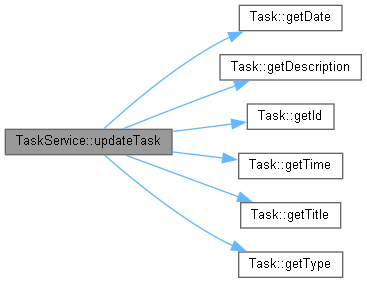 Task::getDate
Task::getDescription
Task::getId
TaskService::updateTask
Task::getTime
Task::getTitle
Task::getType